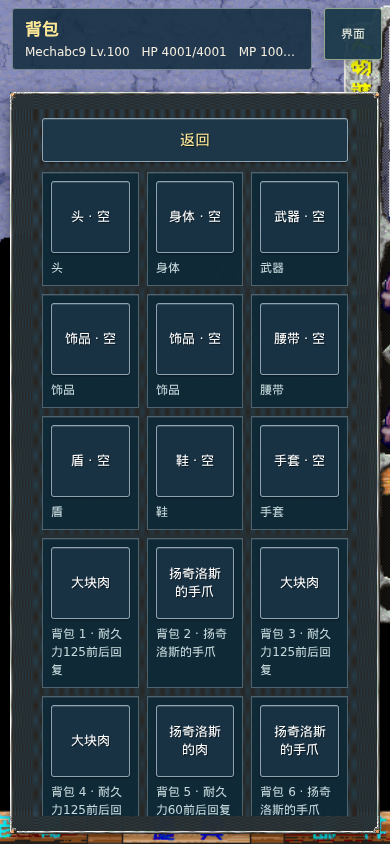 背包
Mechabc9 Lv.100 HP 4001/4001 MP 100...
界面
返回
头 · 空
身体 · 空
武器 · 空
头
身体
武器
饰品 · 空
饰品 · 空
腰带 · 空
饰品
饰品
腰带
盾 · 空
鞋 · 空
手套 · 空
盾
鞋
手套
大块肉
扬奇洛斯
的手爪
大块肉
背包 1 · 耐久
力125前后回
复
背包 2 · 扬奇
洛斯的手爪
背包 3 · 耐久
力125前后回
复
大块肉
扬奇洛斯
的肉
扬奇洛斯
的手爪
背包 4 · 耐久
力125前后回
背包 5 · 耐久
力60前后回复
背包 6 · 扬奇
洛斯的手爪